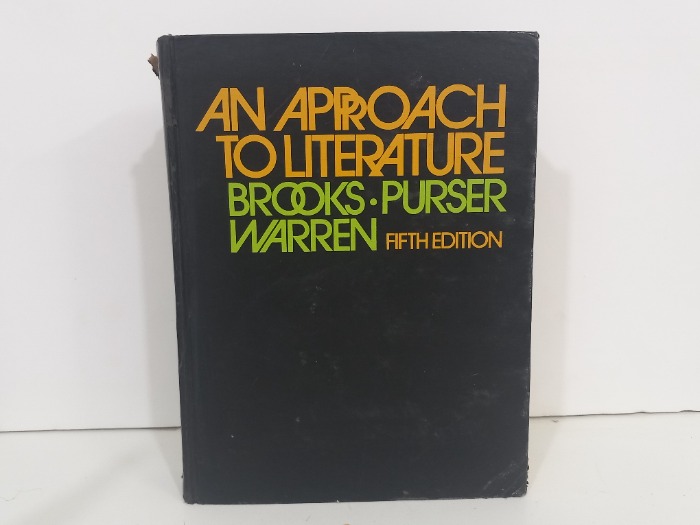 AN APPROACH
TO LITERATURE
BROOKS • PURSER
WARREN FIFTH EDITION